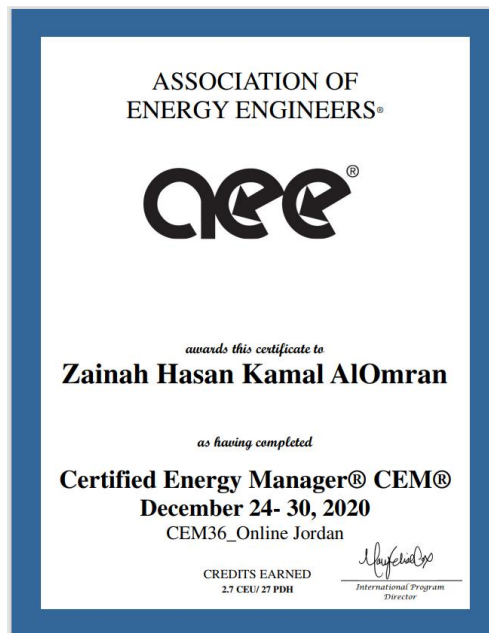 ASSOCIATION OF
ENERGY ENGINEERS®
aee®
awards this certificate to
Zainah Hasan Kamal AlOmran
as having completed
Certified Energy Manager® CEM®
December 24- 30, 2020
CEM36_Online Jordan
CREDITS EARNED
2.7 CEU/ 27 PDH
International Program
Director